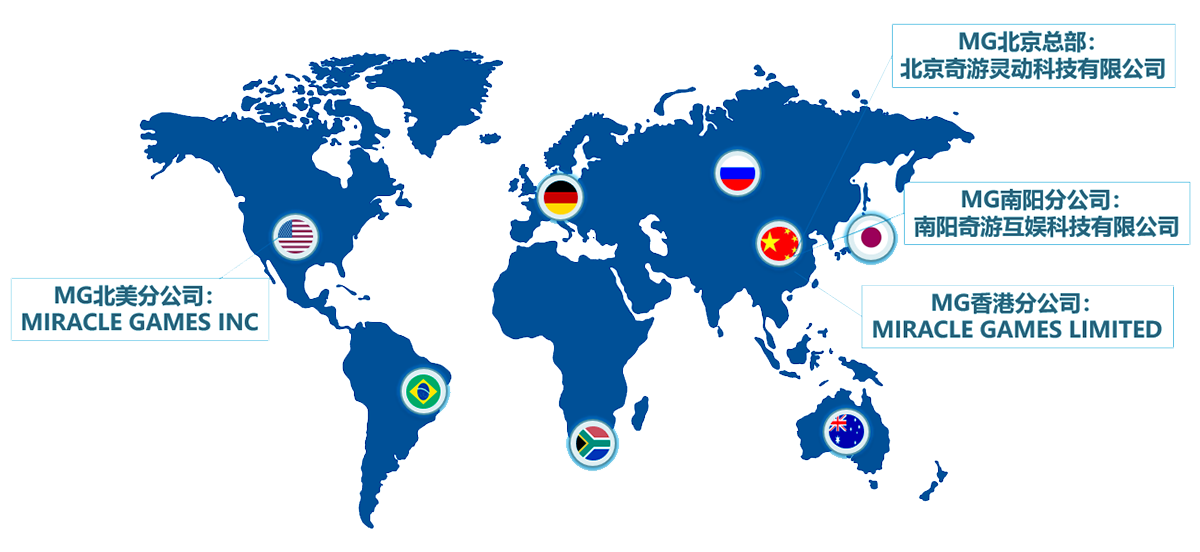 MG北京总部：
北京奇游灵动科技有限公司
MG南阳分公司：
南阳奇游互娱科技有限公司
MG北美分公司：
MIRACLE GAMES INC
MG香港分公司：
MIRACLE GAMES LIMITED